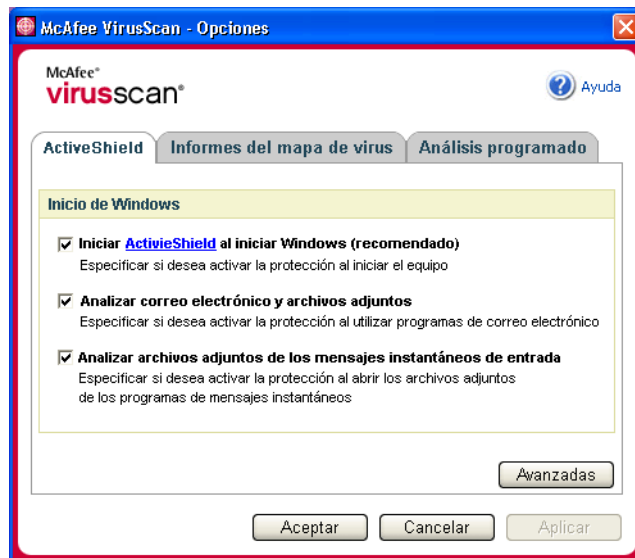 McAfee VirusScan - Opciones
McAfee®
virusscan®
Ayuda
ActiveShield
Informes del mapa de virus
Análisis programado
Inicio de Windows
Iniciar ActivieShield al iniciar Windows (recomendado)
Especificar si desea activar la protección al iniciar el equipo
Analizar correo electrónico y archivos adjuntos
Especificar si desea activar la protección al utilizar programas de correo electrónico
Analizar archivos adjuntos de los mensajes instantáneos de entrada
Especificar si desea activar la protección al abrir los archivos adjuntos
de los programas de mensajes instantáneos
Avanzadas
Aceptar
Cancelar
Aplicar